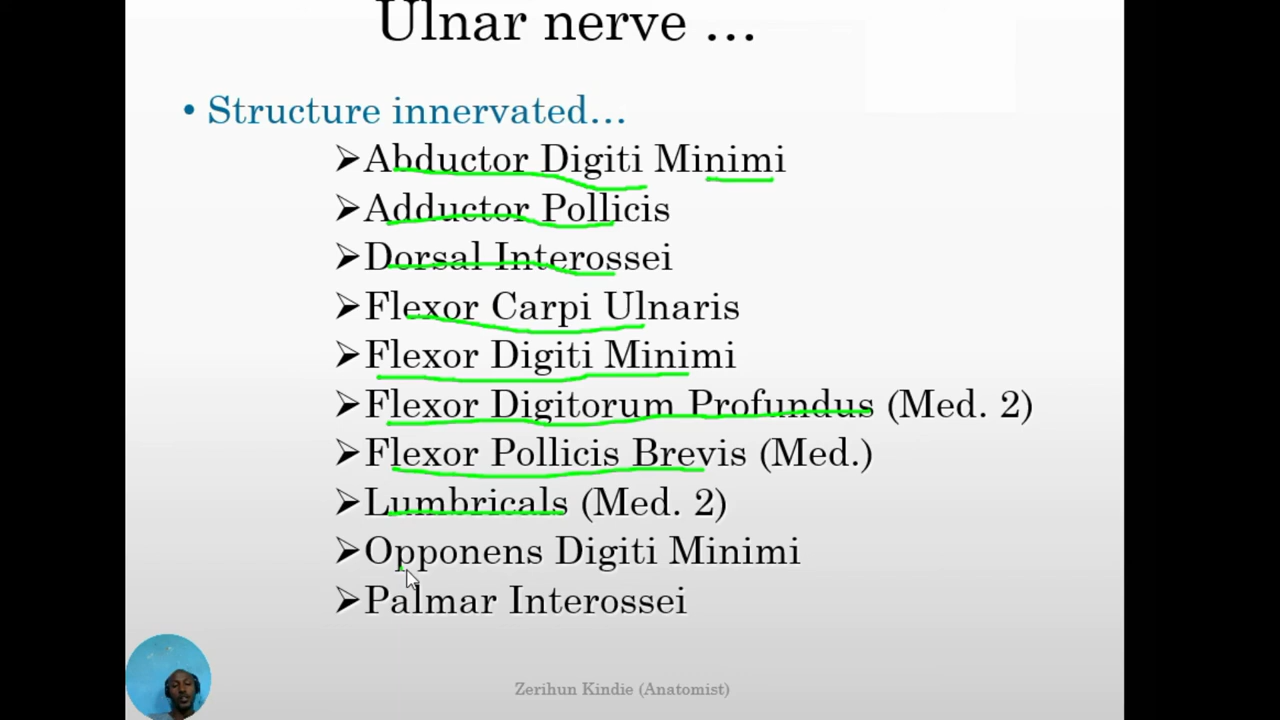 Ulnar nerve …
• Structure innervated…
➢Abductor Digiti Minimi
➢Adductor Pollicis
➢Dorsal Interossei
➢Flexor Carpi Ulnaris
➢Flexor Digiti Minimi
➢Flexor Digitorum Profundus (Med. 2)
➢Flexor Pollicis Brevis (Med.)
➢Lumbricals (Med. 2)
➢Opponens Digiti Minimi
➢Palmar Interossei
Zerihun Kindie (Anatomist)